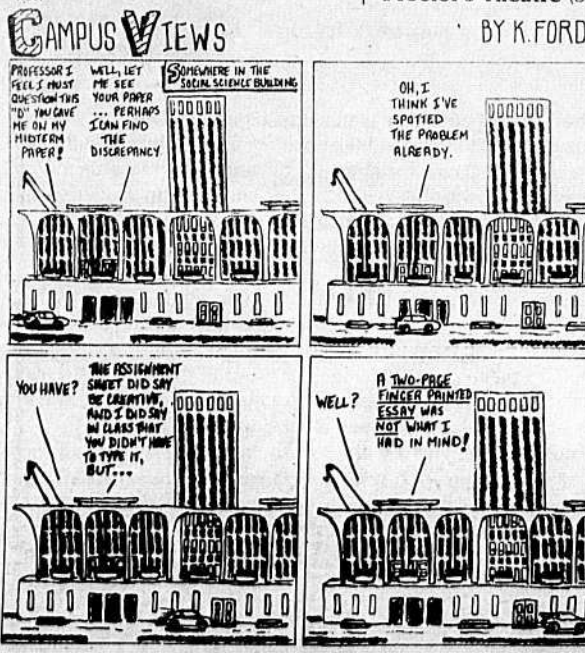 CAMPUS VIEWS
BY K.FORD
PROFESSOR I
FEEL I MUST
QUESTION THIS
"D" YOU GAVE
ME ON MY
MIDTERM
PAPER!
WELL, LET
ME SEE
YOUR PAPER
... PERHAPS
I CAN FIND
THE
DISCREPANCY.
SOMEWHERE IN THE
SOCIAL SCIENCE BUILDING
OH, I
THINK I'VE
SPOTTED
THE PROBLEM
ALREADY.
YOU HAVE?
THE ASSIGNMENT
SHEET DID SAY
BE CREATIVE,
AND I DID SAY
IN CLASS THAT
YOU DIDN'T HAVE
TO TYPE IT,
BUT...
WELL?
A TWO-PAGE
FINGER PAINTED
ESSAY WAS
NOT WHAT I
HAD IN MIND!